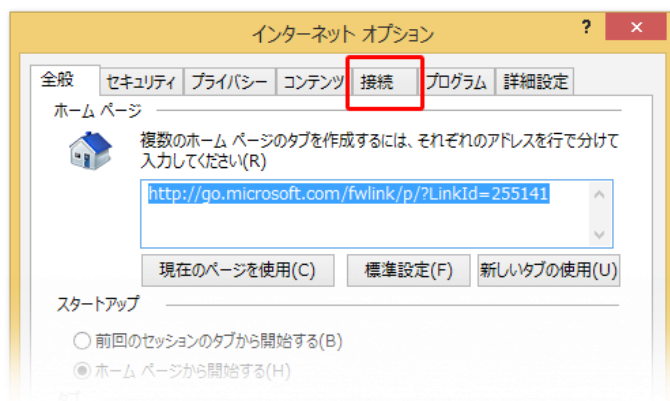 インターネット オプション
? ×
全般 セキュリティ プライバシー コンテンツ 接続 プログラム 詳細設定
ホーム ページ
複数のホーム ページのタブを作成するには、それぞれのアドレスを行で分けて
入力してください(R)
http://go.microsoft.com/fwlink/p/?LinkId=255141
現在のページを使用(C) 標準設定(F) 新しいタブの使用(U)
スタートアップ
前回のセッションのタブから開始する(B)
ホーム ページから開始する(H)
タブ